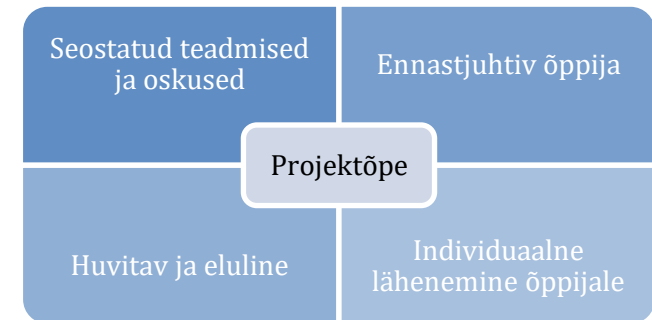 Seostatud teadmised
ja oskused
Ennastjuhtiv õppija
Projektõpe
Huvitav ja eluline
Individuaalne
lähenemine õppijale